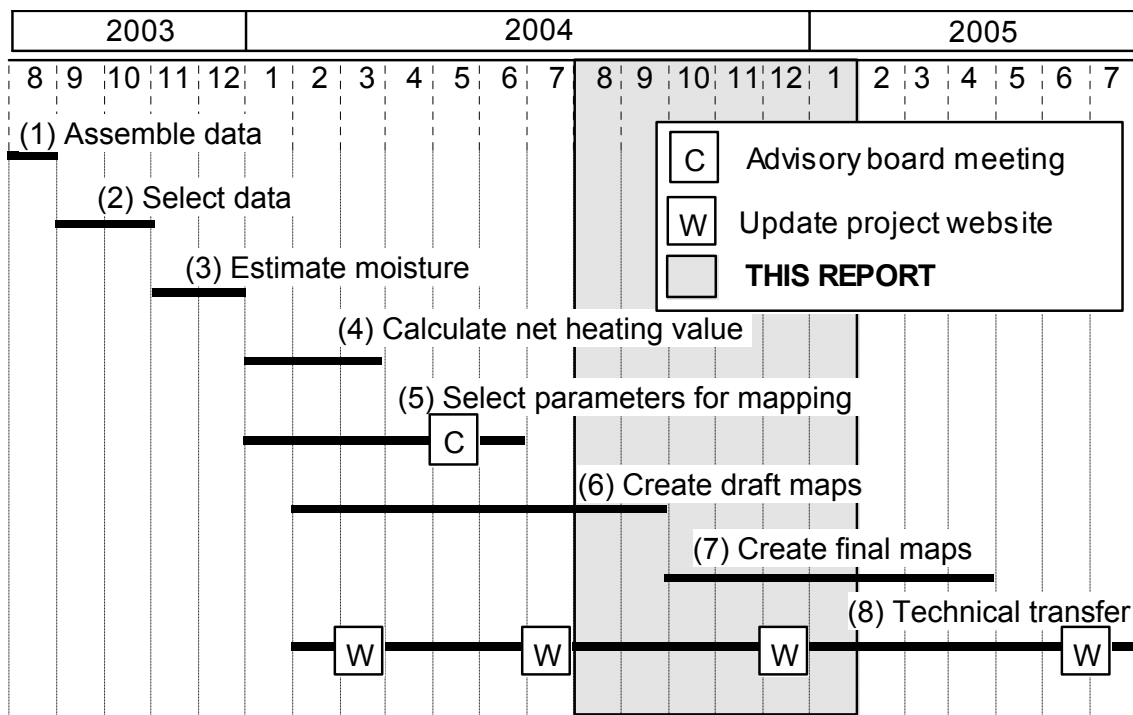 2003 2004 2005
8 9 10 11 12 1 2 3 4 5 6 7 8 9 10 11 12 1 2 3 4 5 6 7
(1) Assemble data
C Advisory board meeting
(2) Select data
W Update project website
(3) Estimate moisture
THIS REPORT
(4) Calculate net heating value
(5) Select parameters for mapping
C
(6) Create draft maps
(7) Create final maps
(8) Technical transfer
W W W W